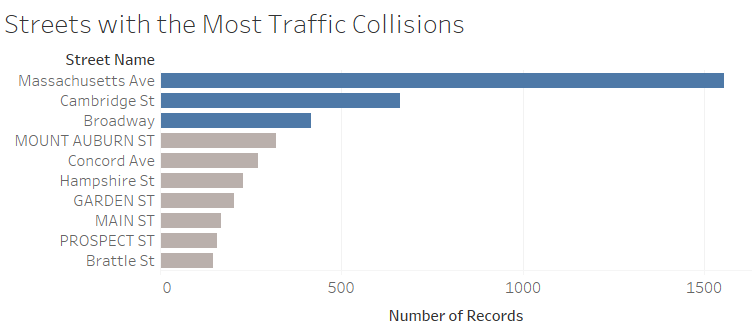 Streets with the Most Traffic Collisions
Street Name
Massachusetts Ave
Cambridge St
Broadway
MOUNT AUBURN ST
Concord Ave
Hampshire St
GARDEN ST
MAIN ST
PROSPECT ST
Brattle St
0 500 1000 1500
Number of Records